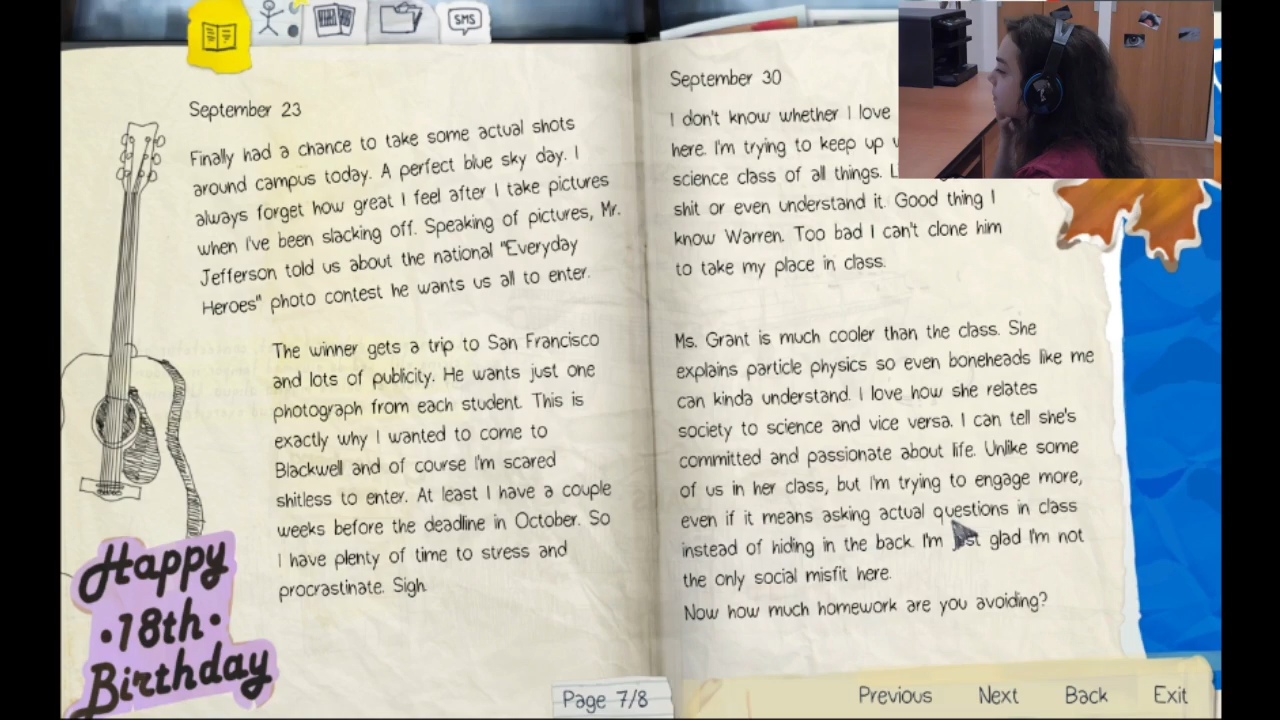 SMS
September 23
Finally had a chance to take some actual shots
around campus today. A perfect blue sky day. I
always forget how great I feel after I take pictures
when I've been slacking off. Speaking of pictures, Mr.
Jefferson told us about the national "Everyday
Heroes" photo contest he wants us all to enter.
The winner gets a trip to San Francisco
and lots of publicity. He wants just one
photograph from each student. This is
exactly why I wanted to come to
Blackwell and of course I'm scared
shitless to enter. At least I have a couple
weeks before the deadline in October. So
I have plenty of time to stress and
procrastinate. Sigh.
Happy
•18th•
Birthday
September 30
I don't know whether I love
here. I'm trying to keep up
science class of all things.
shit or even understand it. Good thing I
know Warren. Too bad I can't clone him
to take my place in class.
Ms. Grant is much cooler than the class. She
explains particle physics so even boneheads like me
can kinda understand. I love how she relates
society to science and vice versa. I can tell she's
committed and passionate about life. Unlike some
of us in her class, but I'm trying to engage more,
even if it means asking actual questions in class
instead of hiding in the back. I'm just glad I'm not
the only social misfit here.
Now how much homework are you avoiding?
Page 7/8
Previous Next Back Exit